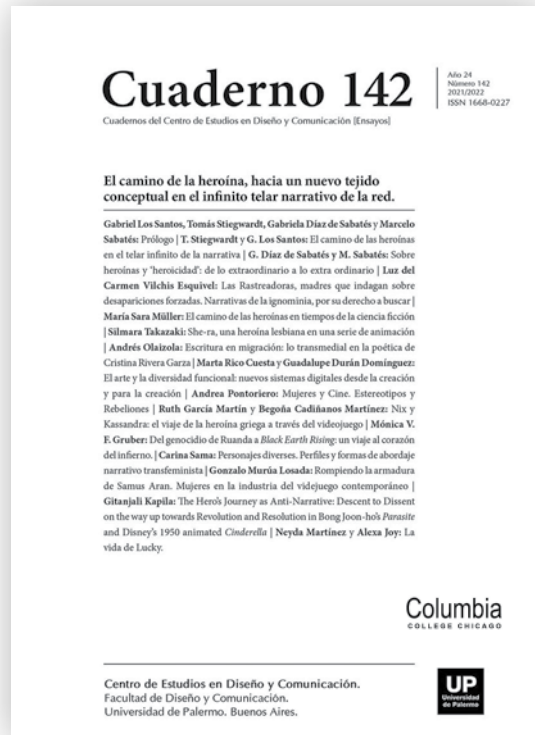 Cuaderno 142
Cuadernos del Centro de Estudios en Diseño y Comunicación [Ensayos]
Año 24
Número 142
2021/2022
ISSN 1668-0227
El camino de la heroína, hacia un nuevo tejido
conceptual en el infinito telar narrativo de la red.
Gabriel Los Santos, Tomás Stiegwardt, Gabriela Díaz de Sabatés y Marcelo
Sabatés: Prólogo | T. Stiegwardt y G. Los Santos: El camino de las heroínas
en el telar infinito de la narrativa | G. Díaz de Sabatés y M. Sabatés: Sobre
heroínas y 'heroicidad': de lo extraordinario a lo extra ordinario | Luz del
Carmen Vilchis Esquivel: Las Rastreadoras, madres que indagan sobre
desapariciones forzadas. Narrativas de la ignominia, por su derecho a buscar |
María Sara Müller: El camino de las heroínas en tiempos de la ciencia ficción
| Silmara Takazaki: She-ra, una heroína lesbiana en una serie de animación
| Andrés Olaizola: Escritura en migración: lo transmedial en la poética de
Cristina Rivera Garza | Marta Rico Cuesta y Guadalupe Durán Domínguez:
El arte y la diversidad funcional: nuevos sistemas digitales desde la creación
y para la creación | Andrea Pontoriero: Mujeres y Cine. Estereotipos y
Rebeliones | Ruth García Martín y Begoña Cadiñanos Martínez: Nix y
Kassandra: el viaje de la heroína griega a través del videojuego | Mónica V.
F. Gruber: Del genocidio de Ruanda a Black Earth Rising: un viaje al corazón
del infierno. | Carina Sama: Personajes diverses. Perfiles y formas de abordaje
narrativo transfeminista | Gonzalo Murúa Losada: Rompiendo la armadura
de Samus Aran. Mujeres en la industria del videjuego contemporáneo |
Gitanjali Kapila: The Hero's Journey as Anti-Narrative: Descent to Dissent
on the way up towards Revolution and Resolution in Bong Joon-ho's Parasite
and Disney's 1950 animated Cinderella | Neyda Martínez y Alexa Joy: La
vida de Lucky.
Columbia
COLLEGE CHICAGO
Centro de Estudios en Diseño y Comunicación.
Facultad de Diseño y Comunicación.
Universidad de Palermo. Buenos Aires.
UP
Universidad
de Palermo